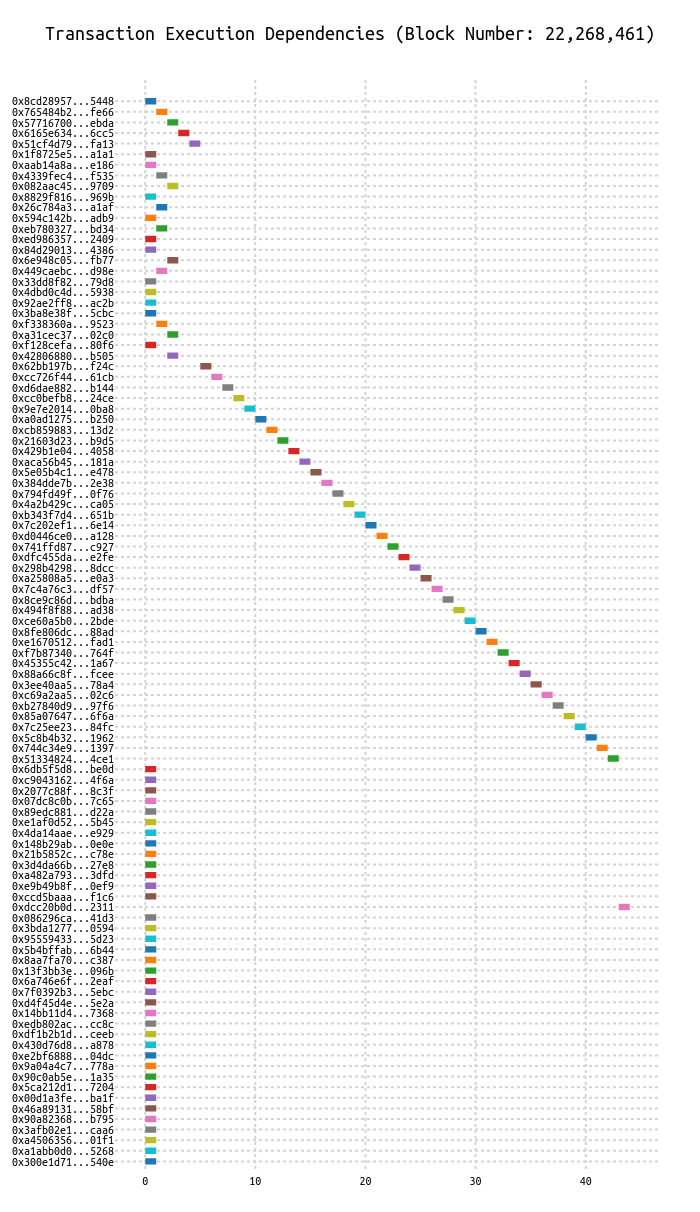 Transaction Execution Dependencies (Block Number: 22,268,461)
0x8cd28957...5448
0x765484b2...fe66
0x57716700...ebda
0x6165e634...6cc5
0x51cf4d79...fa13
0x1f8725e5...a1a1
0xaab14a8a...e186
0x4339fec4...f535
0x082aac45...9709
0x8829f816...969b
0x26c784a3...a1af
0x594c142b...adb9
0xeb780327...bd34
0xed986357...2409
0x84d29013...4386
0x6e948c05...fb77
0x449caebc...d98e
0x33dd8f82...79d8
0x4dbd0c4d...5938
0x92ae2ff8...ac2b
0x3ba8e38f...5cbc
0xf338360a...9523
0xa31cec37...02c0
0xf128cefa...80f6
0x42806880...b505
0x62bb197b...f24c
0xcc726f44...61cb
0xd6dae882...b144
0xcc0befb8...24ce
0x9e7e2014...0ba8
0xa0ad1275...b250
0xcb859883...13d2
0x21603d23...b9d5
0x429b1e04...4058
0xaca56b45...181a
0x5e05b4c1...e478
0x384dde7b...2e38
0x794fd49f...0f76
0x4a2b429c...ca05
0xb343f7d4...651b
0x7c202ef1...6e14
0xd0446ce0...a128
0x741ffd87...c927
0xdfc455da...e2fe
0x298b4298...8dcc
0xa25808a5...e0a3
0x7c4a76c3...df57
0x8ce9c86d...bdba
0x494f8f88...ad38
0xce60a5b0...2bde
0x8fe806dc...88ad
0xe1670512...fad1
0xf7b87340...764f
0x45355c42...1a67
0x88a66c8f...fcee
0x3ee40aa5...78a4
0xc69a2aa5...02c6
0xb27840d9...97f6
0x85a07647...6f6a
0x7c25ee23...84fc
0x5c8b4b32...1962
0x744c34e9...1397
0x51334824...4ce1
0x6db5f5d8...be0d
0xc9043162...4f6a
0x2077c88f...8c3f
0x07dc8c0b...7c65
0x89edc881...d22a
0xe1af0d52...5b45
0x4da14aae...e929
0x148b29ab...0e0e
0x21b5852c...c78e
0x3d4da66b...27e8
0xa482a793...3dfd
0xe9b49b8f...0ef9
0xccd5baaa...f1c6
0xdcc20b0d...2311
0x086296ca...41d3
0x3bda1277...0594
0x95559433...5d23
0x5b4bffab...6b44
0x8aa7fa70...c387
0x13f3bb3e...096b
0x6a746e6f...2eaf
0x7f0392b3...5ebc
0xd4f45d4e...5e2a
0x14bb11d4...7368
0xedb802ac...cc8c
0xdf1b2b1d...ceeb
0x430d76d8...a878
0xe2bf6888...04dc
0x9a04a4c7...778a
0x90c0ab5e...1a35
0x5ca212d1...7204
0x00d1a3fe...ba1f
0x46a89131...58bf
0x90a82368...b795
0x3afb02e1...caa6
0xa4506356...01f1
0xa1abb0d0...5268
0x300e1d71...540e
0 10 20 30 40